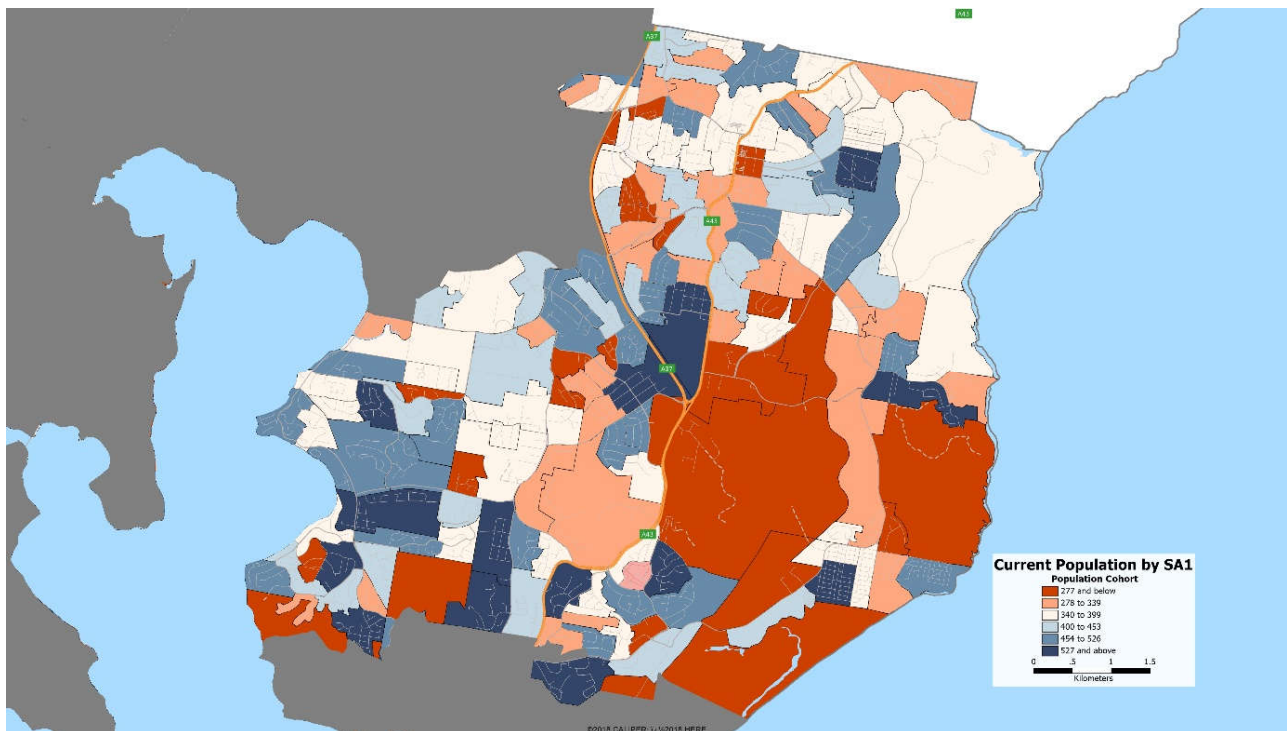 A43
A37
A43
A37
A43
Current Population by SA1
Population Cohort
277 and below
278 to 339
340 to 399
400 to 453
454 to 526
527 and above
0 .5 1 1.5
Kilometers
HERE